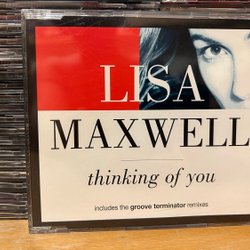 LISA
MAXWELL
thinking of you
includes the groove terminator remixes